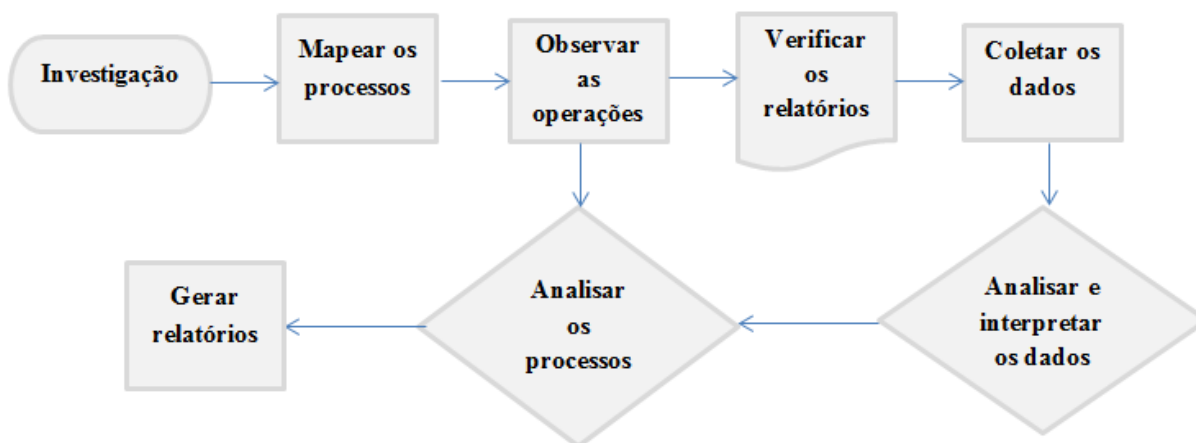 Investigação
Mapear os
processos
Observar
as
operações
Verificar
os
relatórios
Coletar os
dados
Gerar
relatórios
Analisar
os
processos
Analisar e
interpretar
os dados